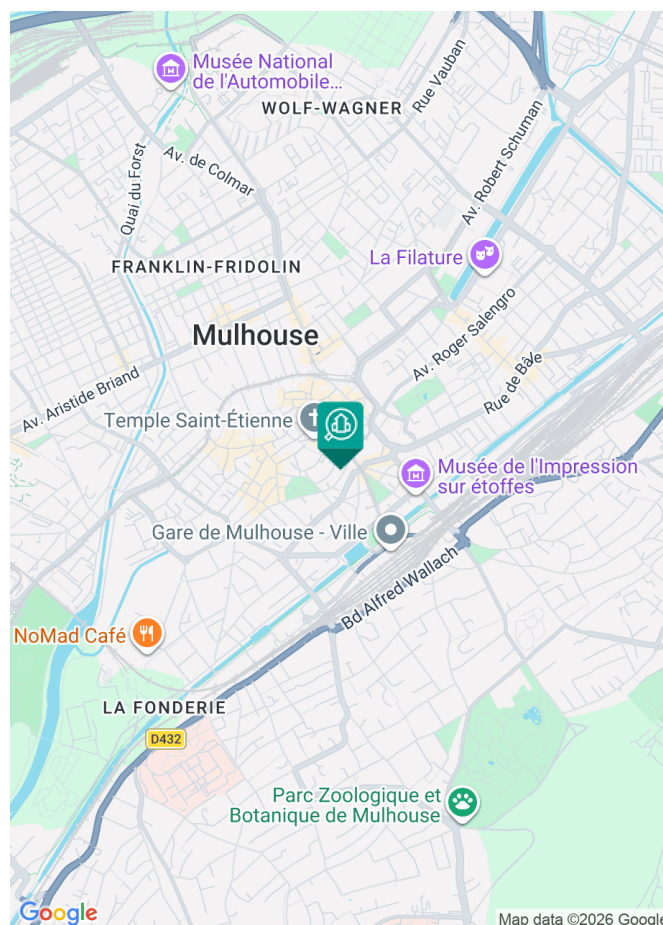 Musée National
de l'Automobile...
WOLF-WAGNER
Rue Vauban
Av. de Colmar
Quai du Forst
Av. Robert Schuman
La Filature
FRANKLIN-FRIDOLIN
Mulhouse
Av. Roger Salengro
Av. Aristide Briand
Rue de Bâle
Temple Saint-Étienne
Musée de l'Impression
sur étoffes
Gare de Mulhouse - Ville
Bd Alfred Wallach
NoMad Café
LA FONDERIE
D432
Parc Zoologique et
Botanique de Mulhouse
Google
Map data ©2026 Google